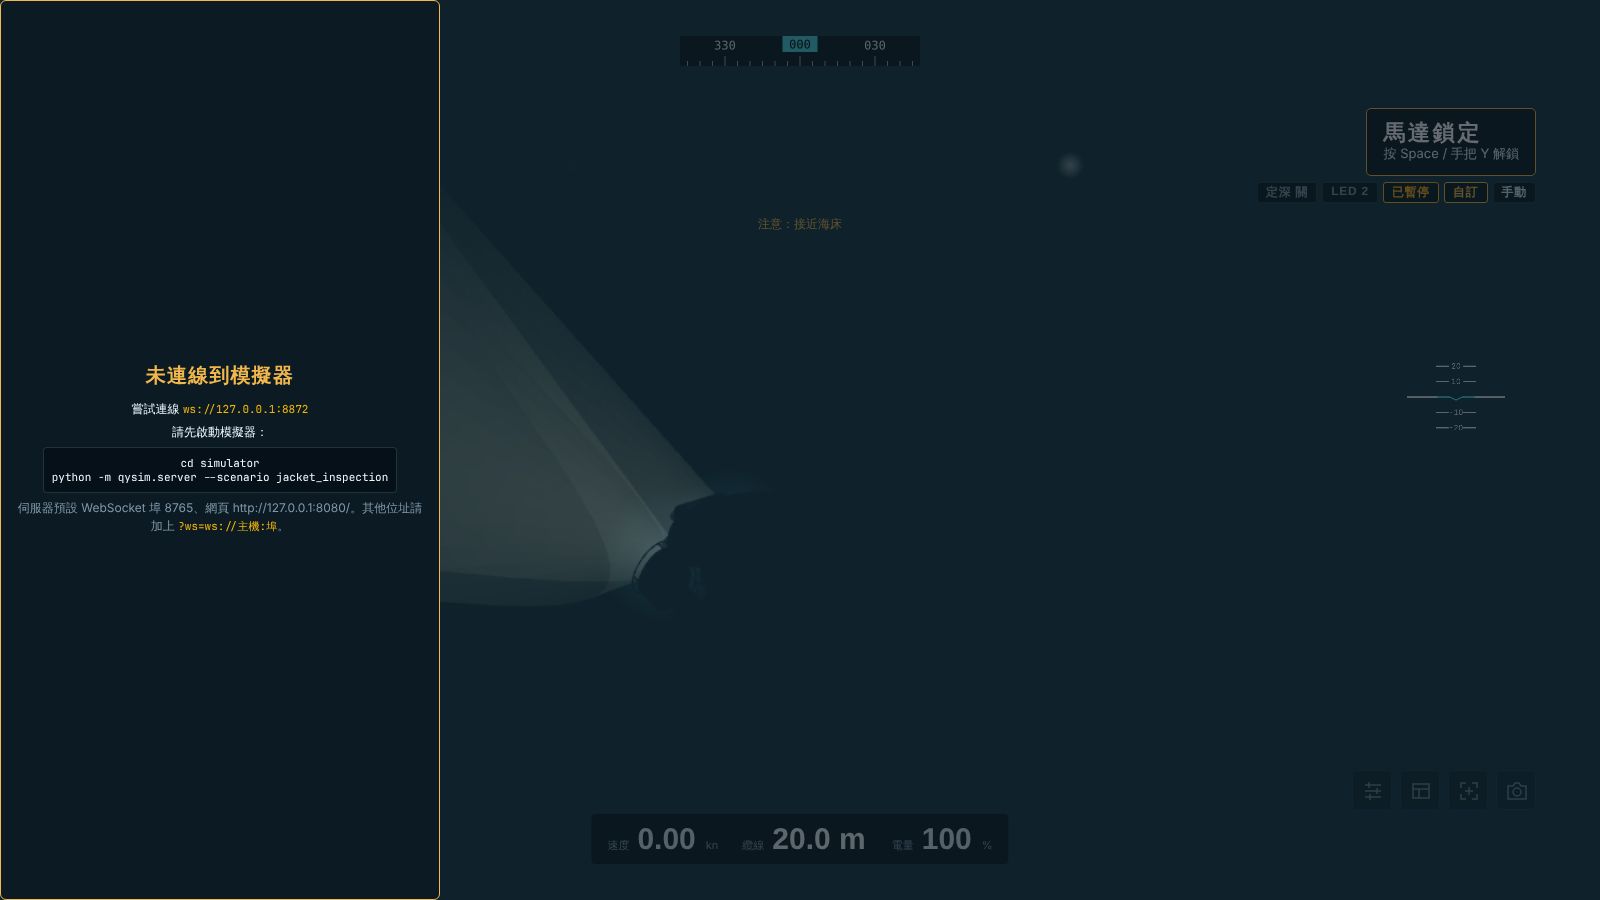 330 000 030
馬達鎖定
按 Space / 手把 Y 解鎖
定深 關 LED 2 已暫停 自訂 手動
注意：接近海床
未連線到模擬器
嘗試連線 ws://127.0.0.1:8872
請先啟動模擬器：
cd simulator
python -m qysim.server --scenario jacket_inspection
伺服器預設 WebSocket 埠 8765、網頁 http://127.0.0.1:8080/。其他位址請
加上 ?ws=ws://主機:埠。
20
10
-10
-20
速度 0.00 kn 纜線 20.0 m 電量 100 %